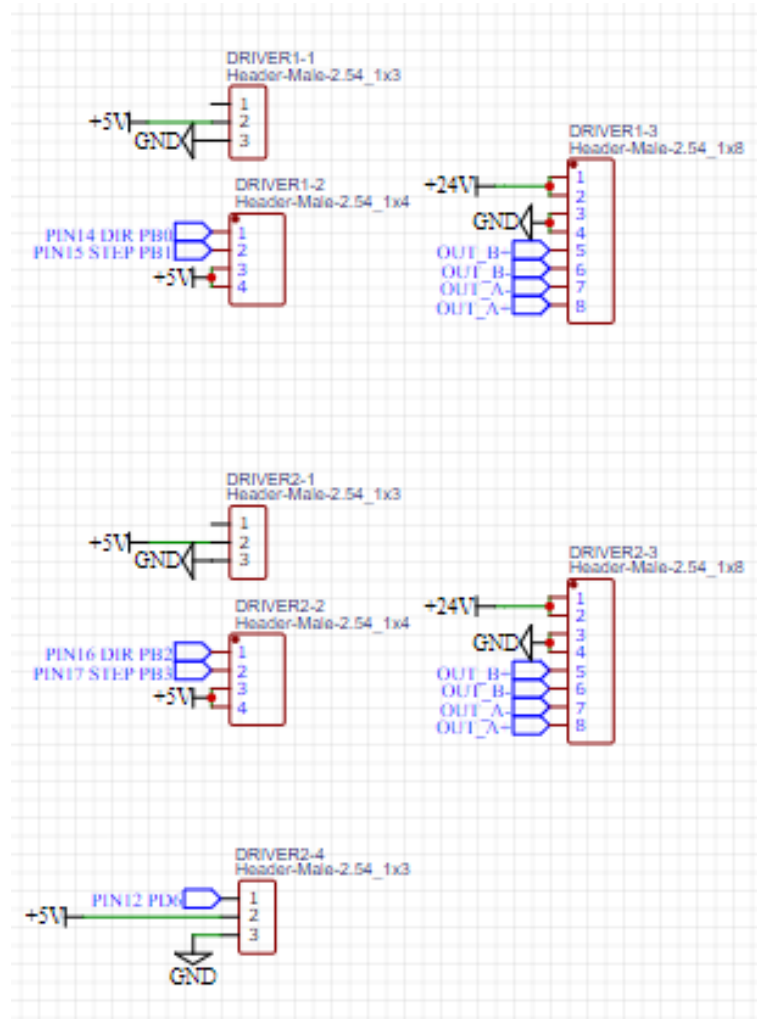 DRIVER1-1
Header-Male-2.54_1x3
+5V
GND
1
2
3
DRIVER1-2
Header-Male-2.54_1x4
PIN14 DIR PB0
PIN15 STEP PB1
+5V
1
2
3
4
DRIVER1-3
Header-Male-2.54_1x8
+24V
GND
OUT_B+
OUT_B-
OUT_A-
OUT_A+
1
2
3
4
5
6
7
8
DRIVER2-1
Header-Male-2.54_1x3
+5V
GND
1
2
3
DRIVER2-2
Header-Male-2.54_1x4
PIN16 DIR PB2
PIN17 STEP PB3
+5V
1
2
3
4
DRIVER2-3
Header-Male-2.54_1x8
+24V
GND
OUT_B+
OUT_B-
OUT_A-
OUT_A+
1
2
3
4
5
6
7
8
DRIVER2-4
Header-Male-2.54_1x3
PIN12 PD6
+5V
GND
1
2
3